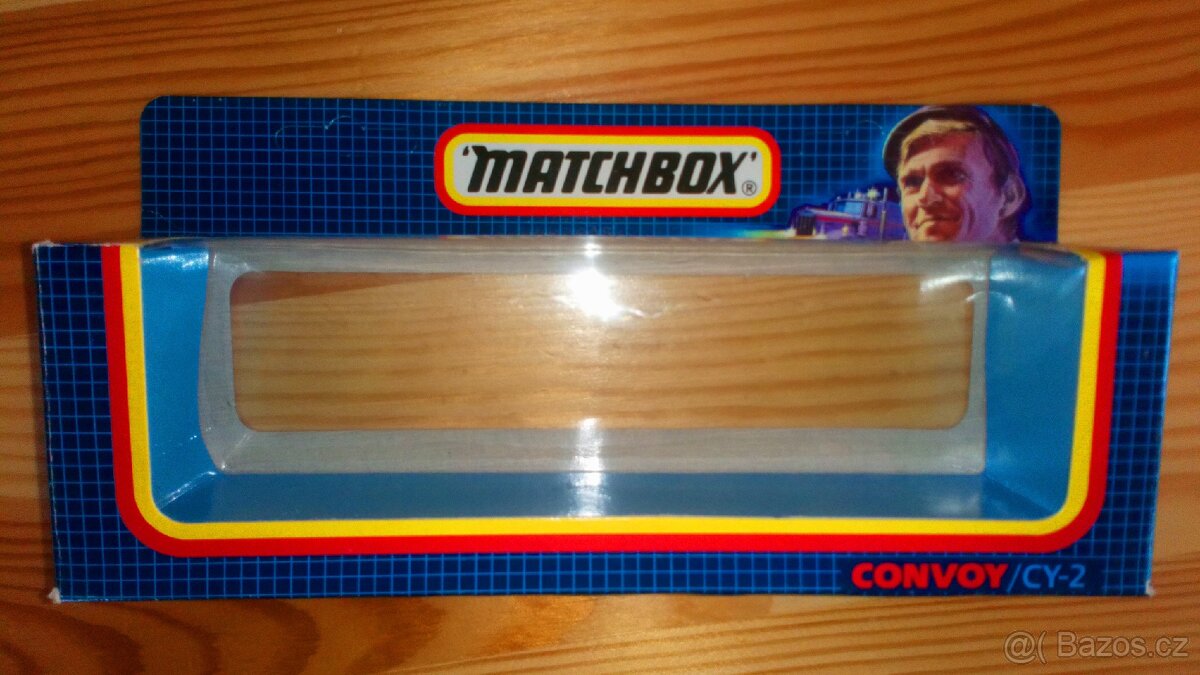 'MATCHBOX'®
CONVOY/CY-2
@( Bazos.cz